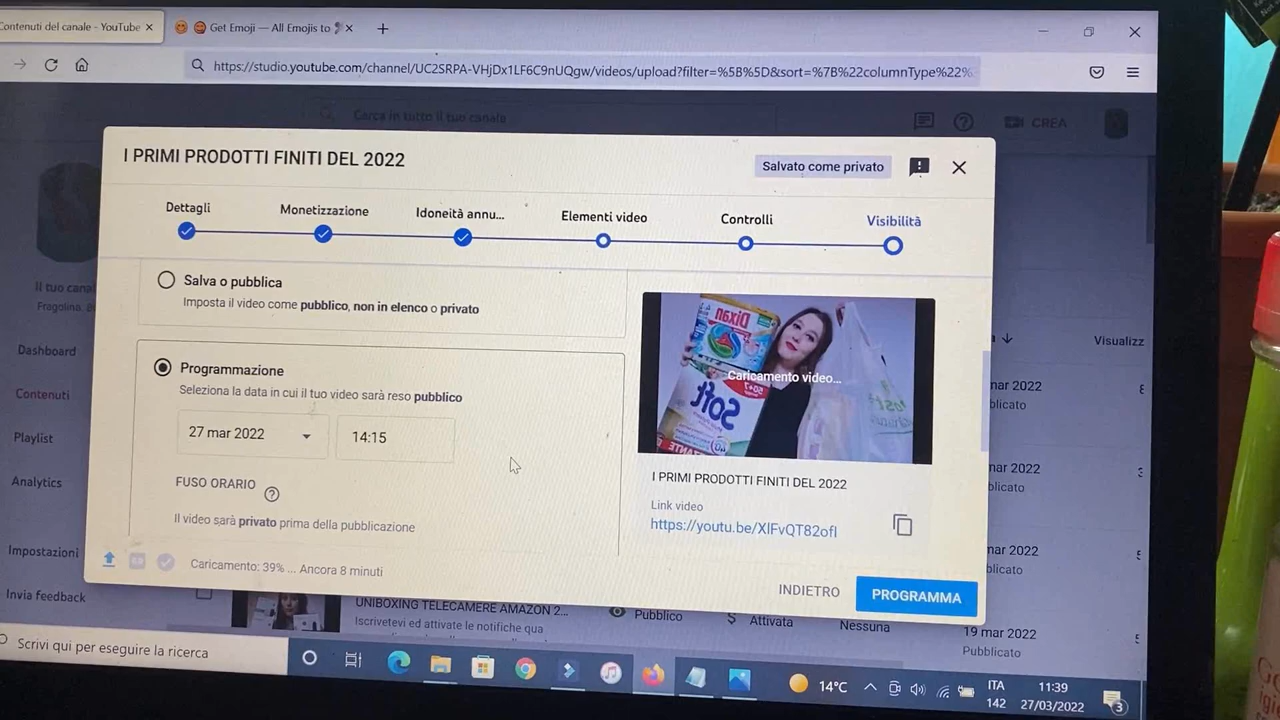 Contenuti del canale - YouTube
Get Emoji — All Emojis to
https://studio.youtube.com/channel/UC2SRPA-VHjDx1LF6C9nUQgw/videos/upload?filter=%5B%5D&sort=%7B%22columnType%22%
Cerca in tutto il tuo canale
CREA
I PRIMI PRODOTTI FINITI DEL 2022
Salvato come privato
Dettagli
Monetizzazione
Idoneità annu...
Elementi video
Controlli
Visibilità
Salva o pubblica
Imposta il video come pubblico, non in elenco o privato
Programmazione
Seleziona la data in cui il tuo video sarà reso pubblico
27 mar 2022
14:15
FUSO ORARIO
Il video sarà privato prima della pubblicazione
Dixan
Soft
Caricamento video...
I PRIMI PRODOTTI FINITI DEL 2022
Link video
https://youtu.be/XlFvQT82ofI
Caricamento: 39% ... Ancora 8 minuti
INDIETRO
PROGRAMMA
Il tuo cana
Fragolina,
Dashboard
Contenuti
Playlist
Analytics
Impostazioni
Invia feedback
Visualizz
mar 2022
blicato
mar 2022
blicato
mar 2022
blicato
UNIBOXING TELECAMERE AMAZON 2...
Iscrivetevi ed attivate le notifiche qua
Pubblico
Attivata
Nessuna
19 mar 2022
Pubblicato
Scrivi qui per eseguire la ricerca
14°C
ITA
142
11:39
27/03/2022
3